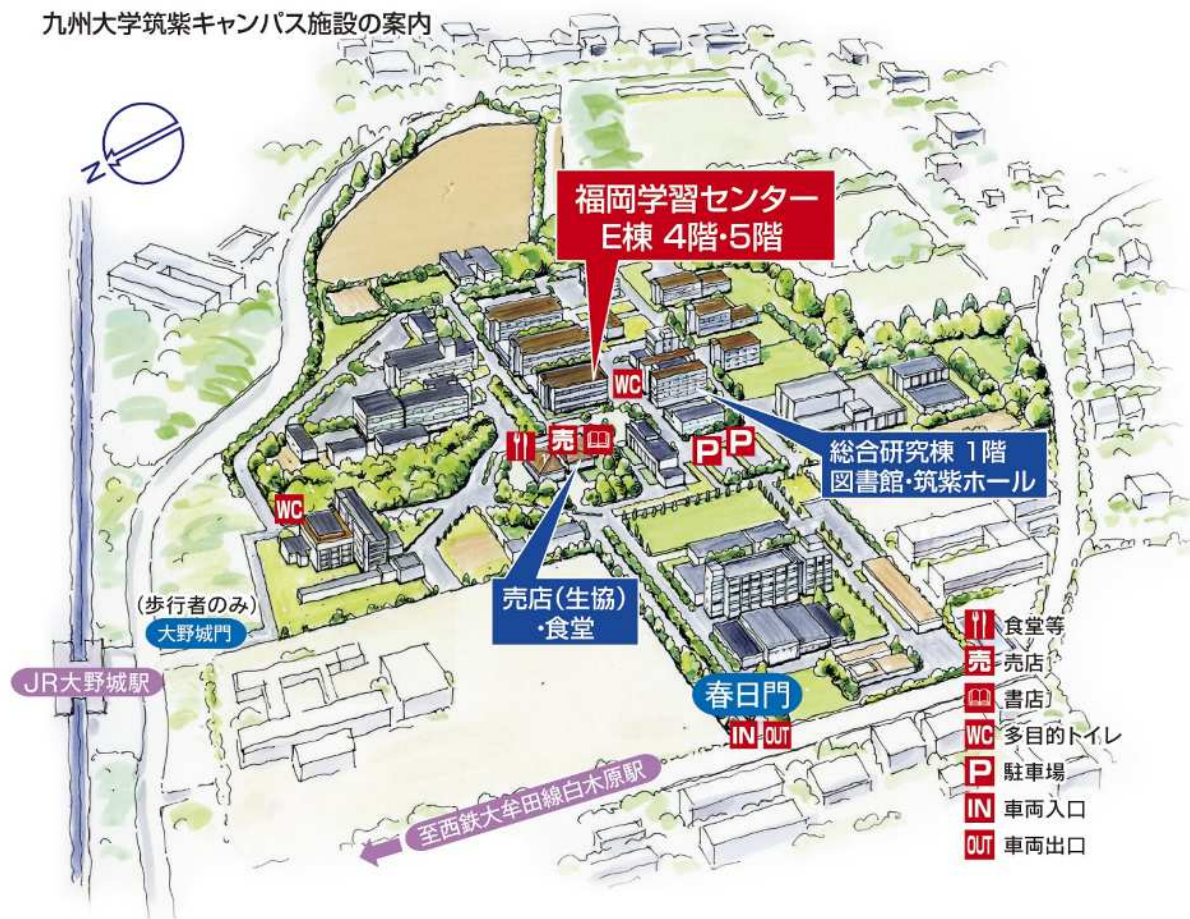 九州大学筑紫キャンパス施設の案内
N
福岡学習センター
E棟 4階・5階
WC
売
P
P
総合研究棟 1階
図書館・筑紫ホール
WC
売店(生協)
・食堂
(歩行者のみ)
大野城門
JR大野城駅
春日門
IN OUT
至西鉄大牟田線白木原駅
食堂等
売 売店
書店
WC 多目的トイレ
P 駐車場
IN 車両入口
OUT 車両出口